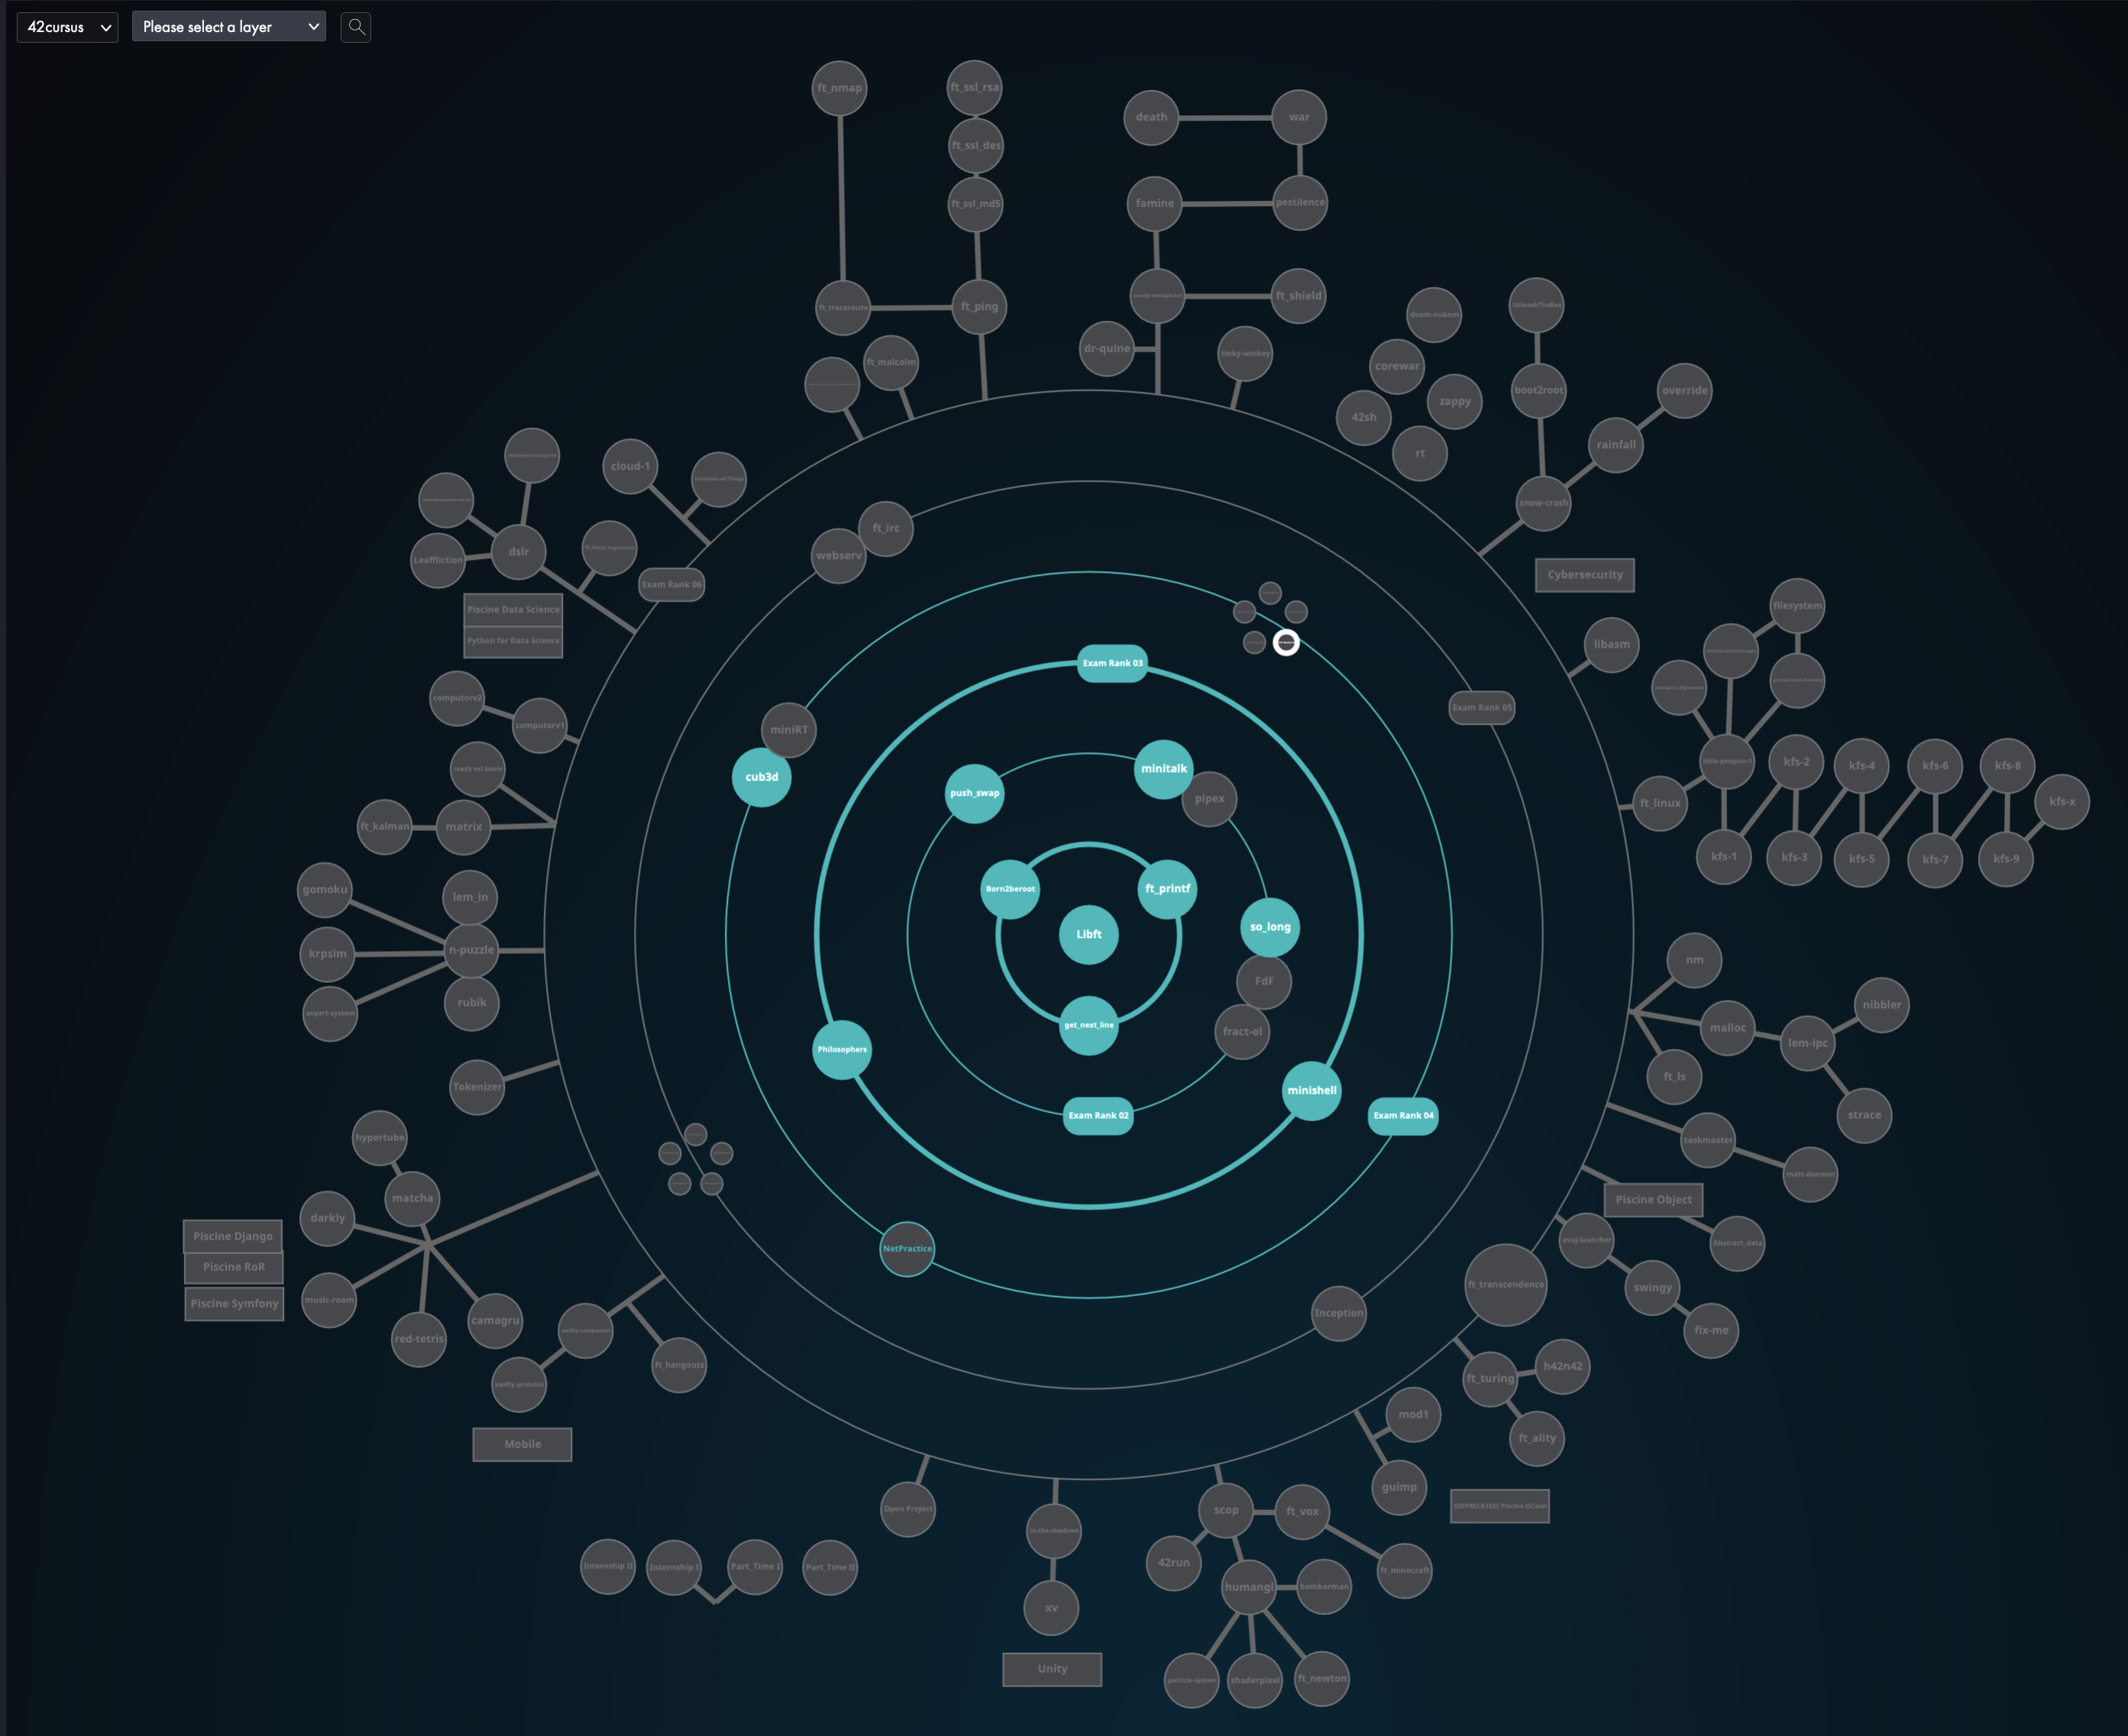 42cursus
Please select a layer
ft_nmap
ft_ssl_rsa
death
war
ft_ssl_des
ft_ssl_md5
famine
pestilence
ft_traceroute
ft_ping
woody-woodpacker
ft_shield
UnleashTheBox
doom-nukem
dr-quine
tinky-winkey
ft_malcolm
corewar
boot2root
override
42sh
zappy
rainfall
rt
cloud-1
Inception-of-Things
snow-crash
ft_irc
webserv
dslr
ft_linear_regression
Leaffliction
Exam Rank 06
Cybersecurity
Piscine Data Science
Python for Data Science
filesystem
libasm
Exam Rank 03
computorv2
computorv1
Exam Rank 05
miniRT
cub3d
ready set boole
minitalk
push_swap
pipex
little-penguin-1
kfs-2
kfs-4
kfs-6
kfs-8
ft_linux
kfs-x
ft_kalman
matrix
kfs-1
kfs-3
kfs-5
kfs-7
kfs-9
gomoku
lem_in
Born2beroot
ft_printf
Libft
so_long
krpsim
n-puzzle
nm
FdF
expert-system
rubik
nibbler
get_next_line
fract-ol
malloc
lem-ipc
Philosophers
ft_ls
Tokenizer
minishell
Exam Rank 02
Exam Rank 04
strace
hypertube
taskmaster
matt-daemon
matcha
Piscine Object
darkly
Piscine Django
Piscine RoR
Piscine Symfony
NetPractice
avaj-launcher
Abstract_data
music-room
camagru
red-tetris
ft_transcendence
swingy
Inception
fix-me
swifty-companion
ft_hangouts
swifty-proteins
ft_turing
h42n42
mod1
ft_ality
Mobile
guimp
Open Project
scop
ft_vox
[DEPRECATED] Piscine OCaml
in-the-shadows
42run
Internship II
Internship I
Part_Time I
Part_Time II
ft_minecraft
humangl
bomberman
xv
Unity
particle-system
shaderpixel
ft_newton